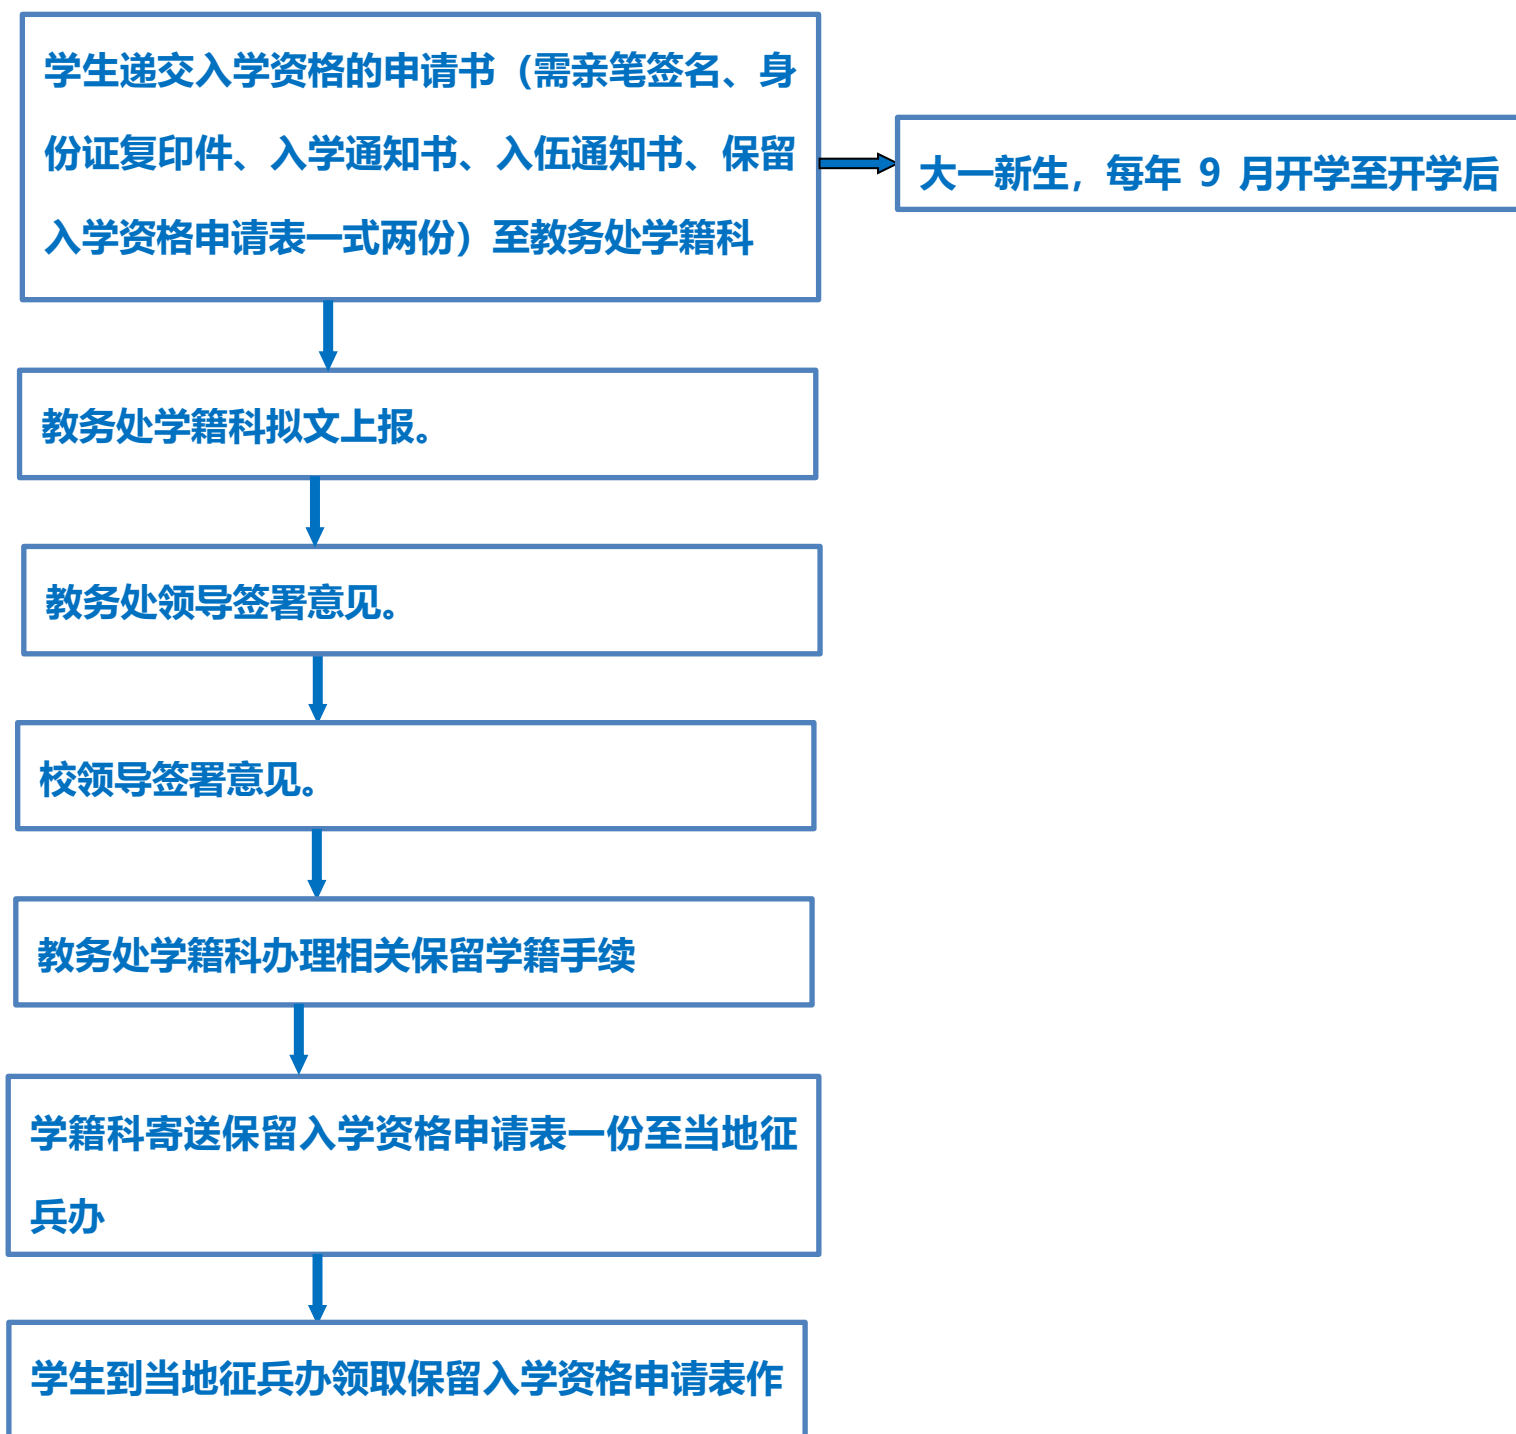 学生递交入学资格的申请书（需亲笔签名、身
份证复印件、入学通知书、入伍通知书、保留
入学资格申请表一式两份）至教务处学籍科
大一新生，每年 9 月开学至开学后
教务处学籍科拟文上报。
教务处领导签署意见。
校领导签署意见。
教务处学籍科办理相关保留学籍手续
学籍科寄送保留入学资格申请表一份至当地征
兵办
学生到当地征兵办领取保留入学资格申请表作